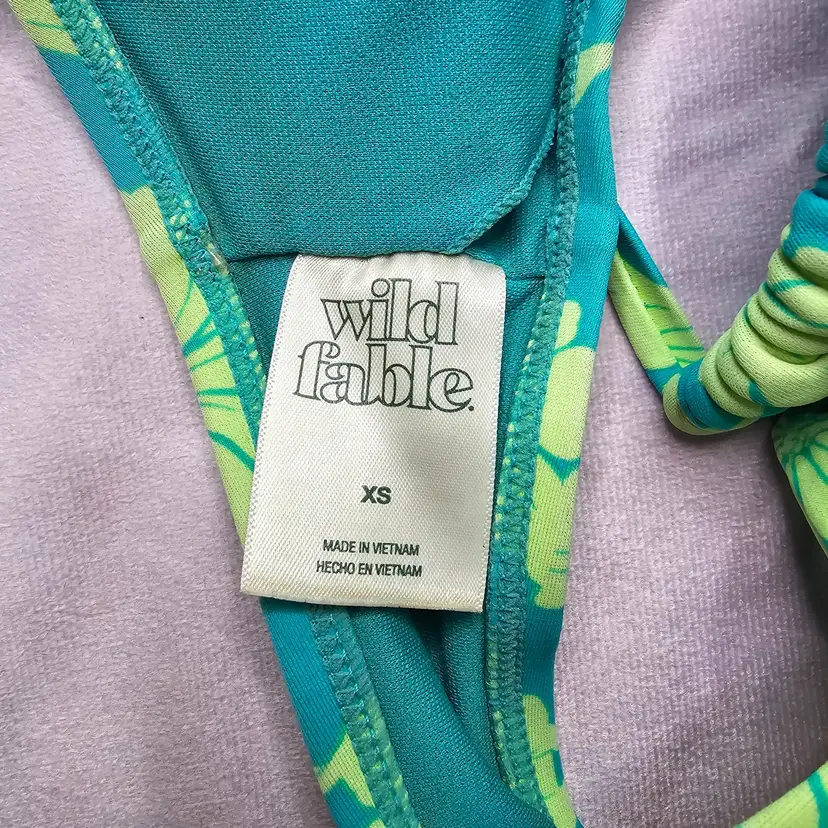 wild
fable.
XS
MADE IN VIETNAM
HECHO EN VIETNAM